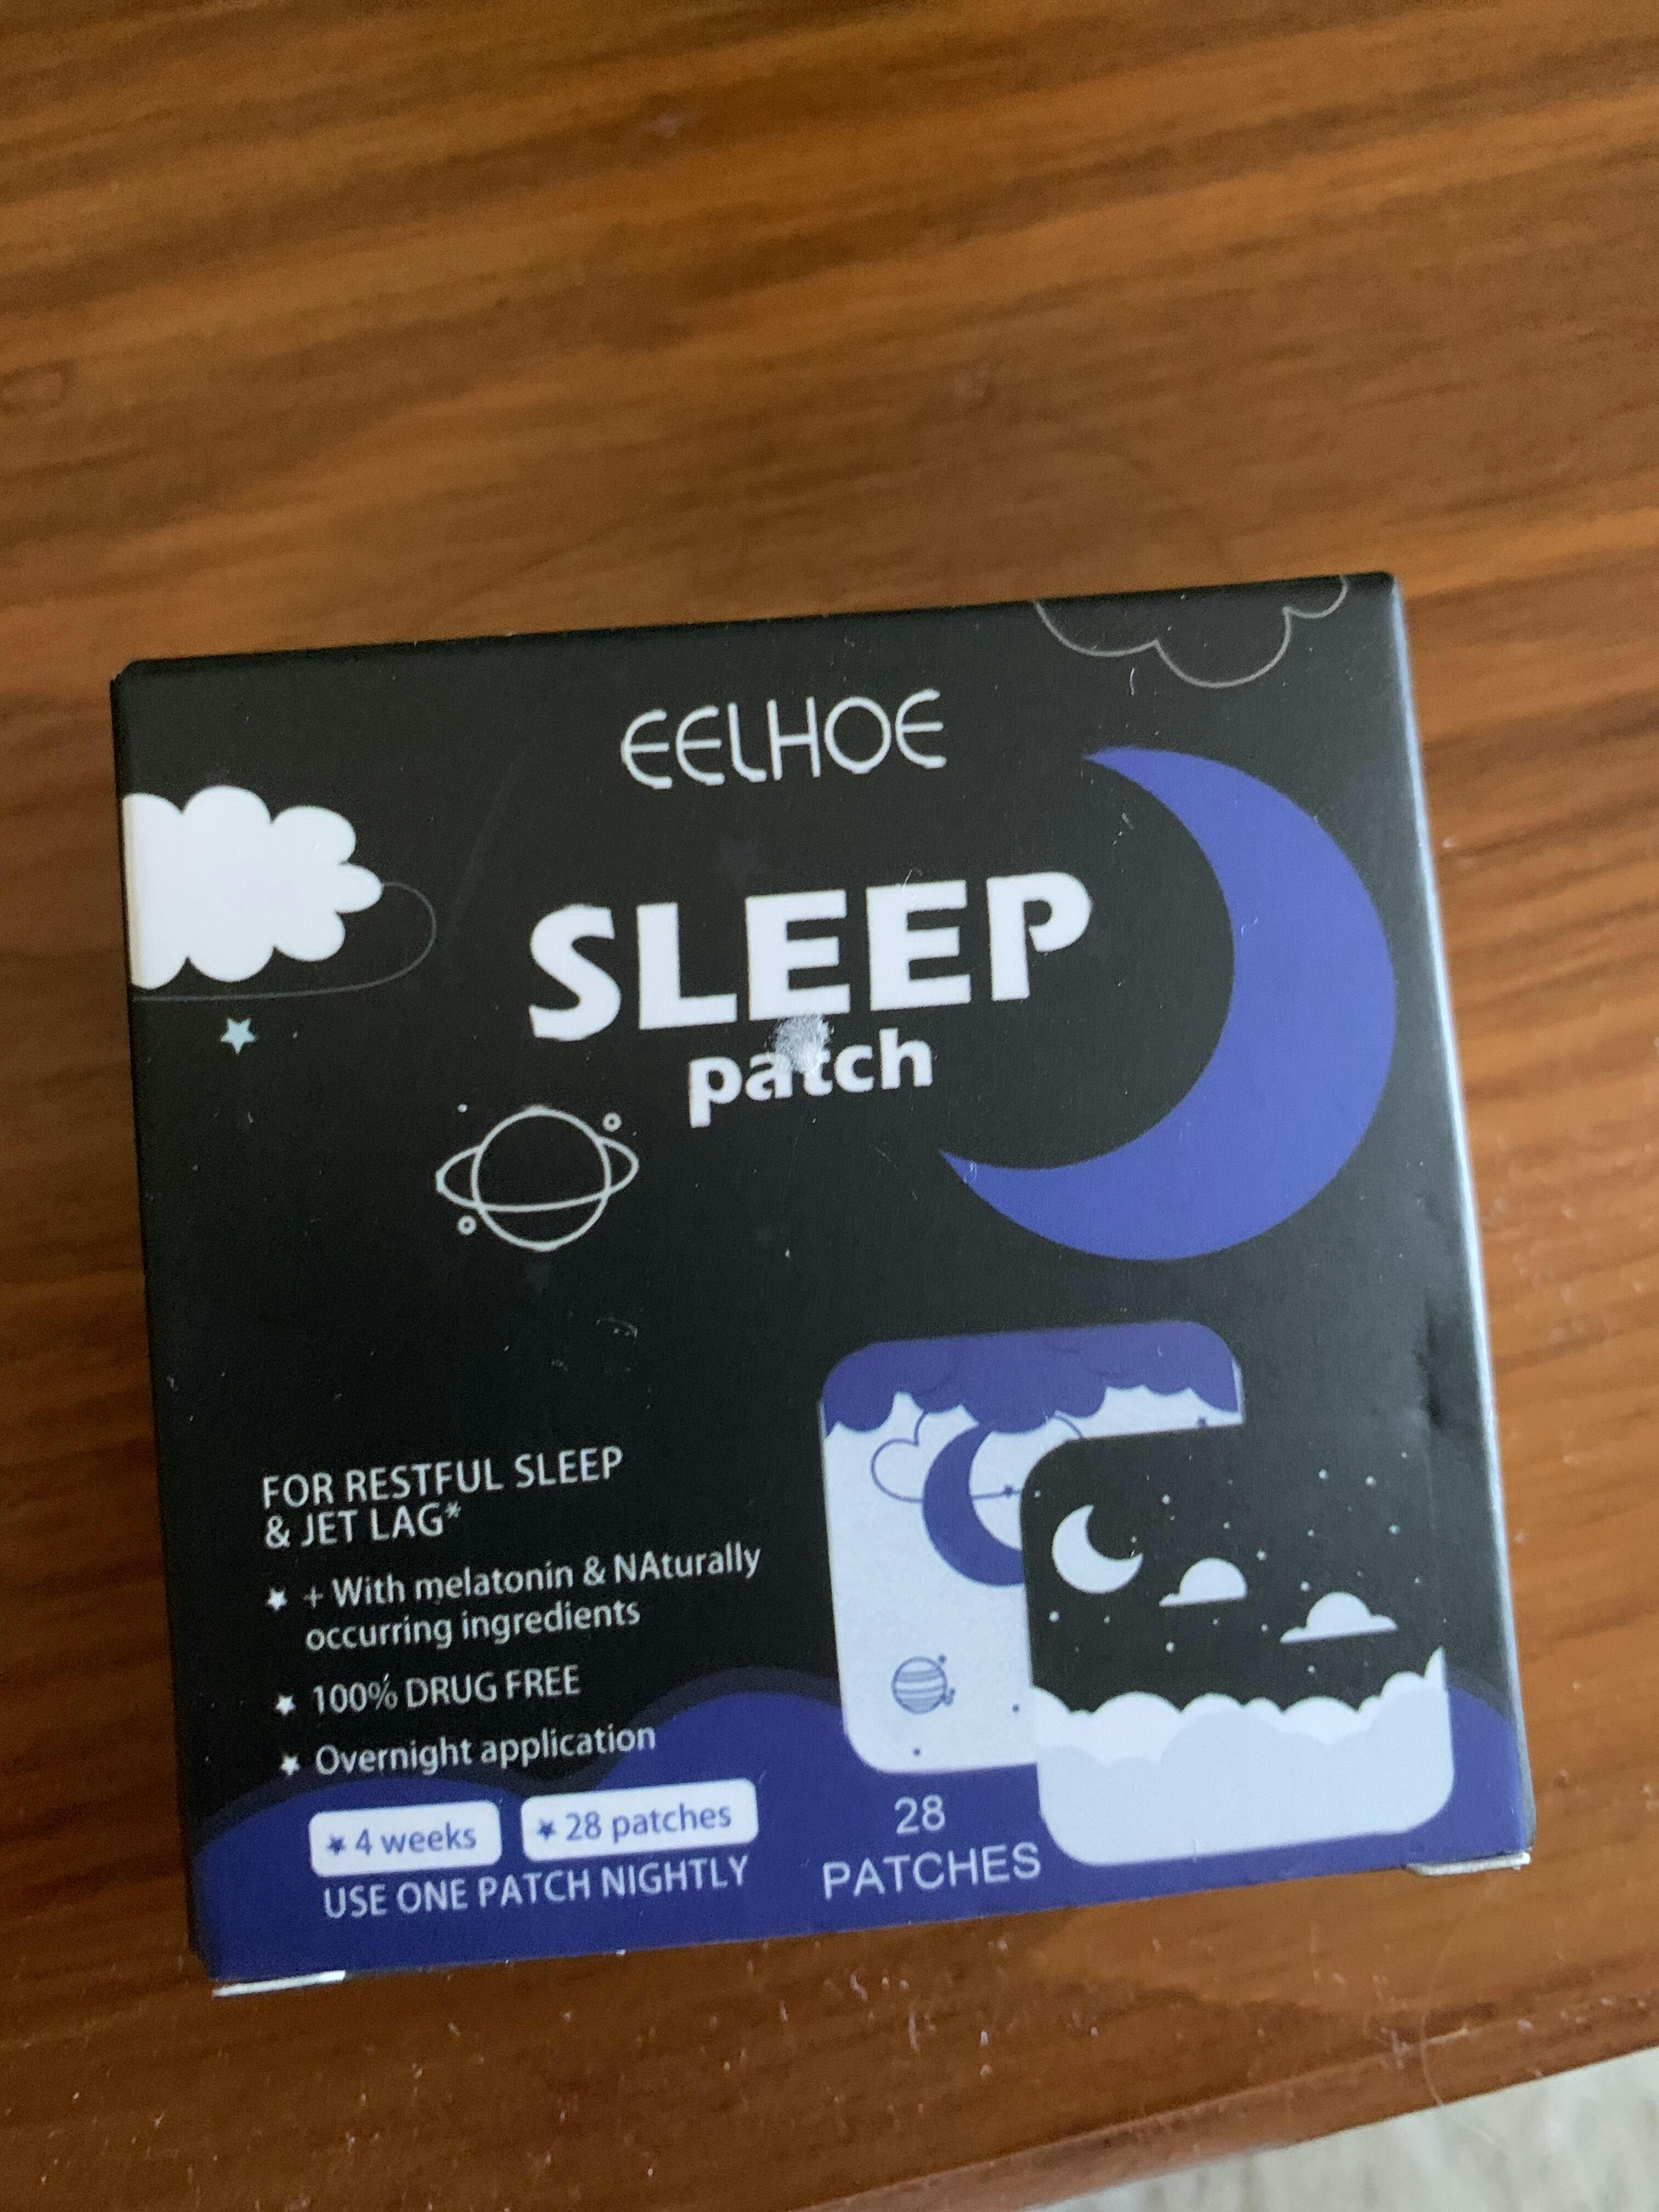 EELHOE
SLEEP
patch
FOR RESTFUL SLEEP
& JET LAG*
+ With melatonin & NAturally
occurring ingredients
100% DRUG FREE
Overnight application
4 weeks
28 patches
USE ONE PATCH NIGHTLY
28
PATCHES